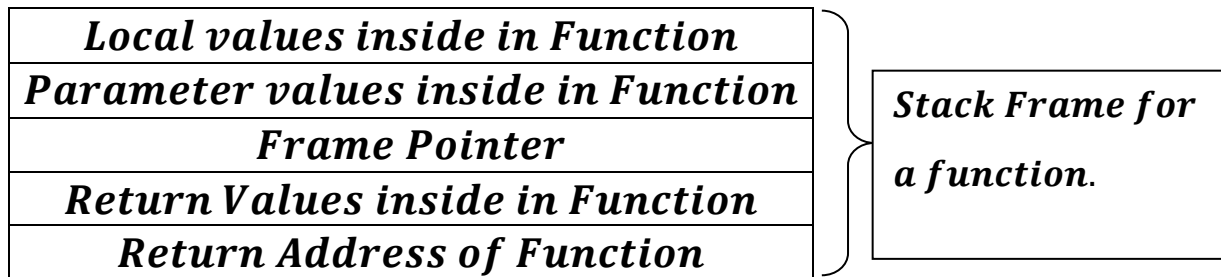 Local values inside in Function
Parameter values inside in Function
Frame Pointer
Return Values inside in Function
Return Address of Function
Stack Frame for
a function.